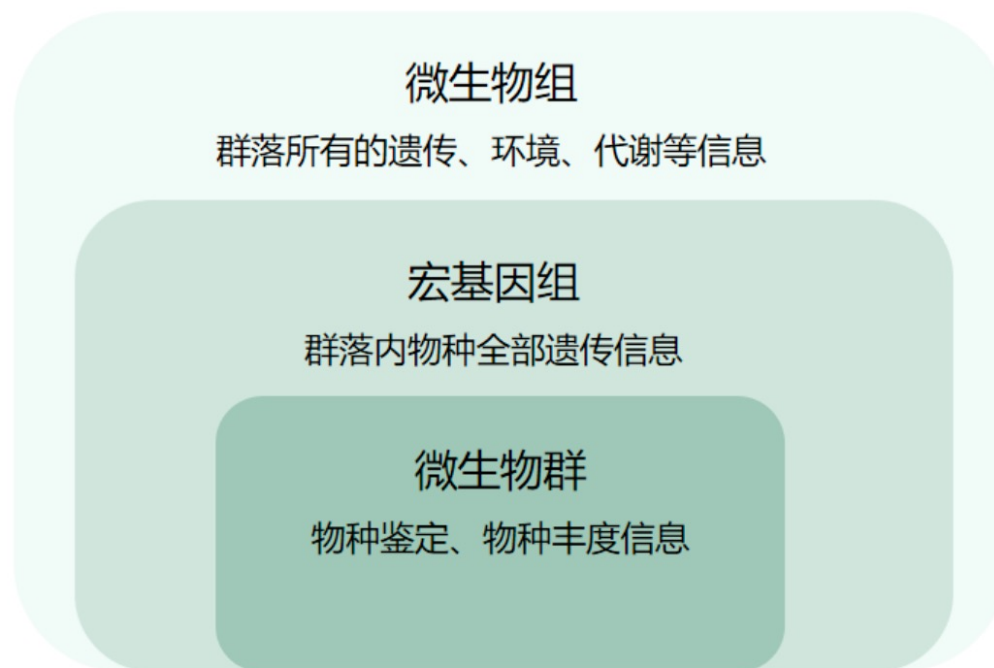 微生物组
群落所有的遗传、环境、代谢等信息
宏基因组
群落内物种全部遗传信息
微生物群
物种鉴定、物种丰度信息